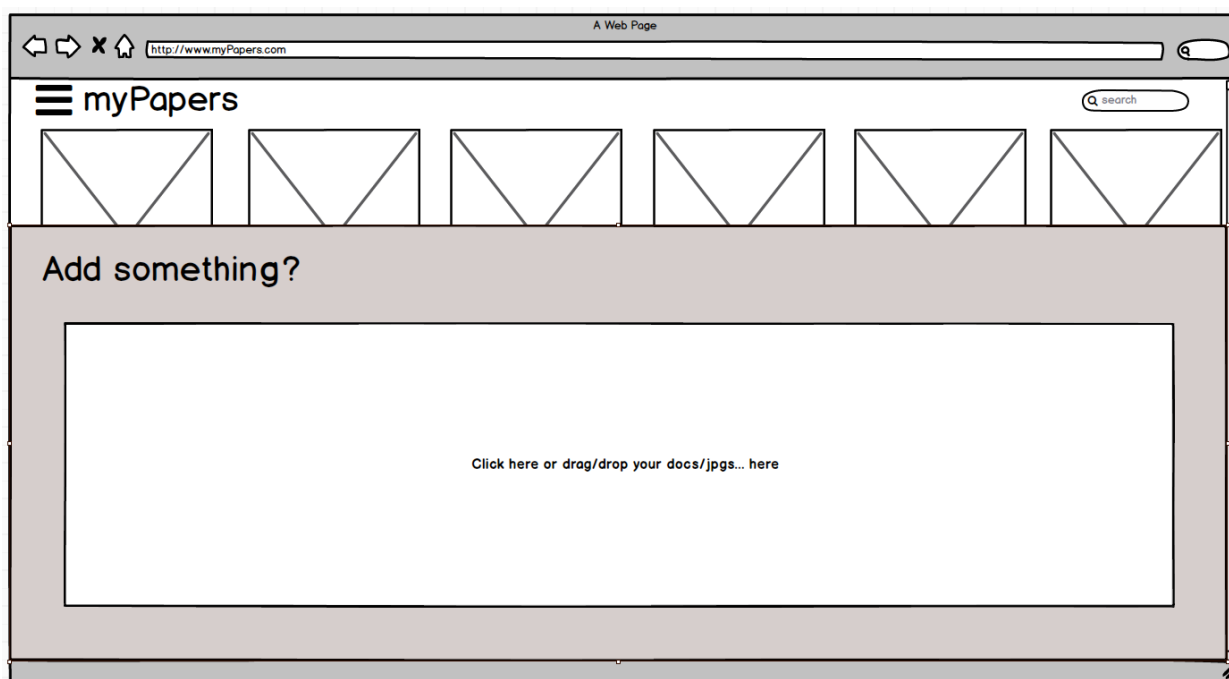 A Web Page
http://www.myPapers.com
myPapers
search
Add something?
Click here or drag/drop your docs/jpgs... here